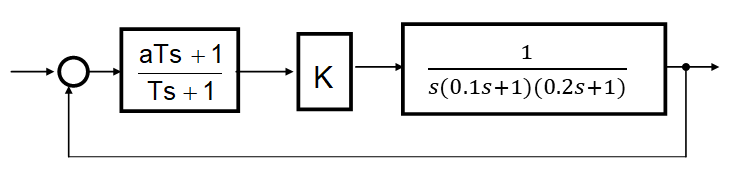 aTs + 1
Ts + 1
K
1
s(0.1s+1)(0.2s+1)